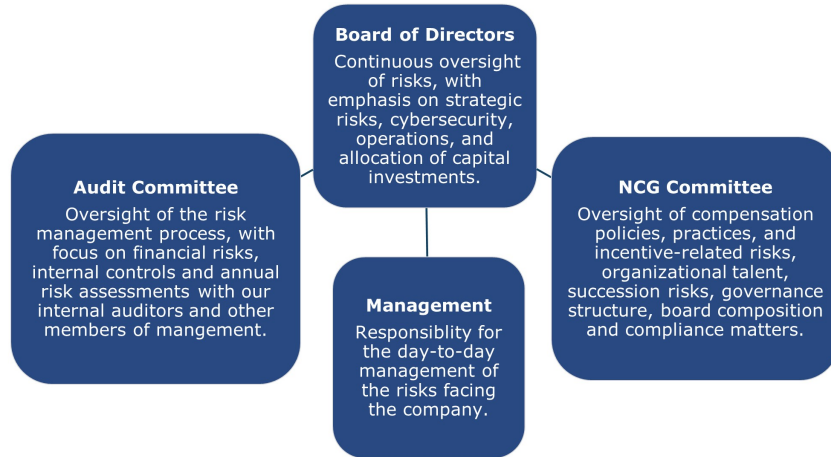 Board of Directors
Continuous oversight
of risks, with
emphasis on strategic
risks, cybersecurity,
operations, and
allocation of capital
investments.
Audit Committee
Oversight of the risk
management process, with
focus on financial risks,
internal controls and annual
risk assessments with our
internal auditors and other
members of mangement.
NCG Committee
Oversight of compensation
policies, practices, and
incentive-related risks,
organizational talent,
succession risks, governance
structure, board composition
and compliance matters.
Management
Responsiblity for
the day-to-day
management of
the risks facing
the company.